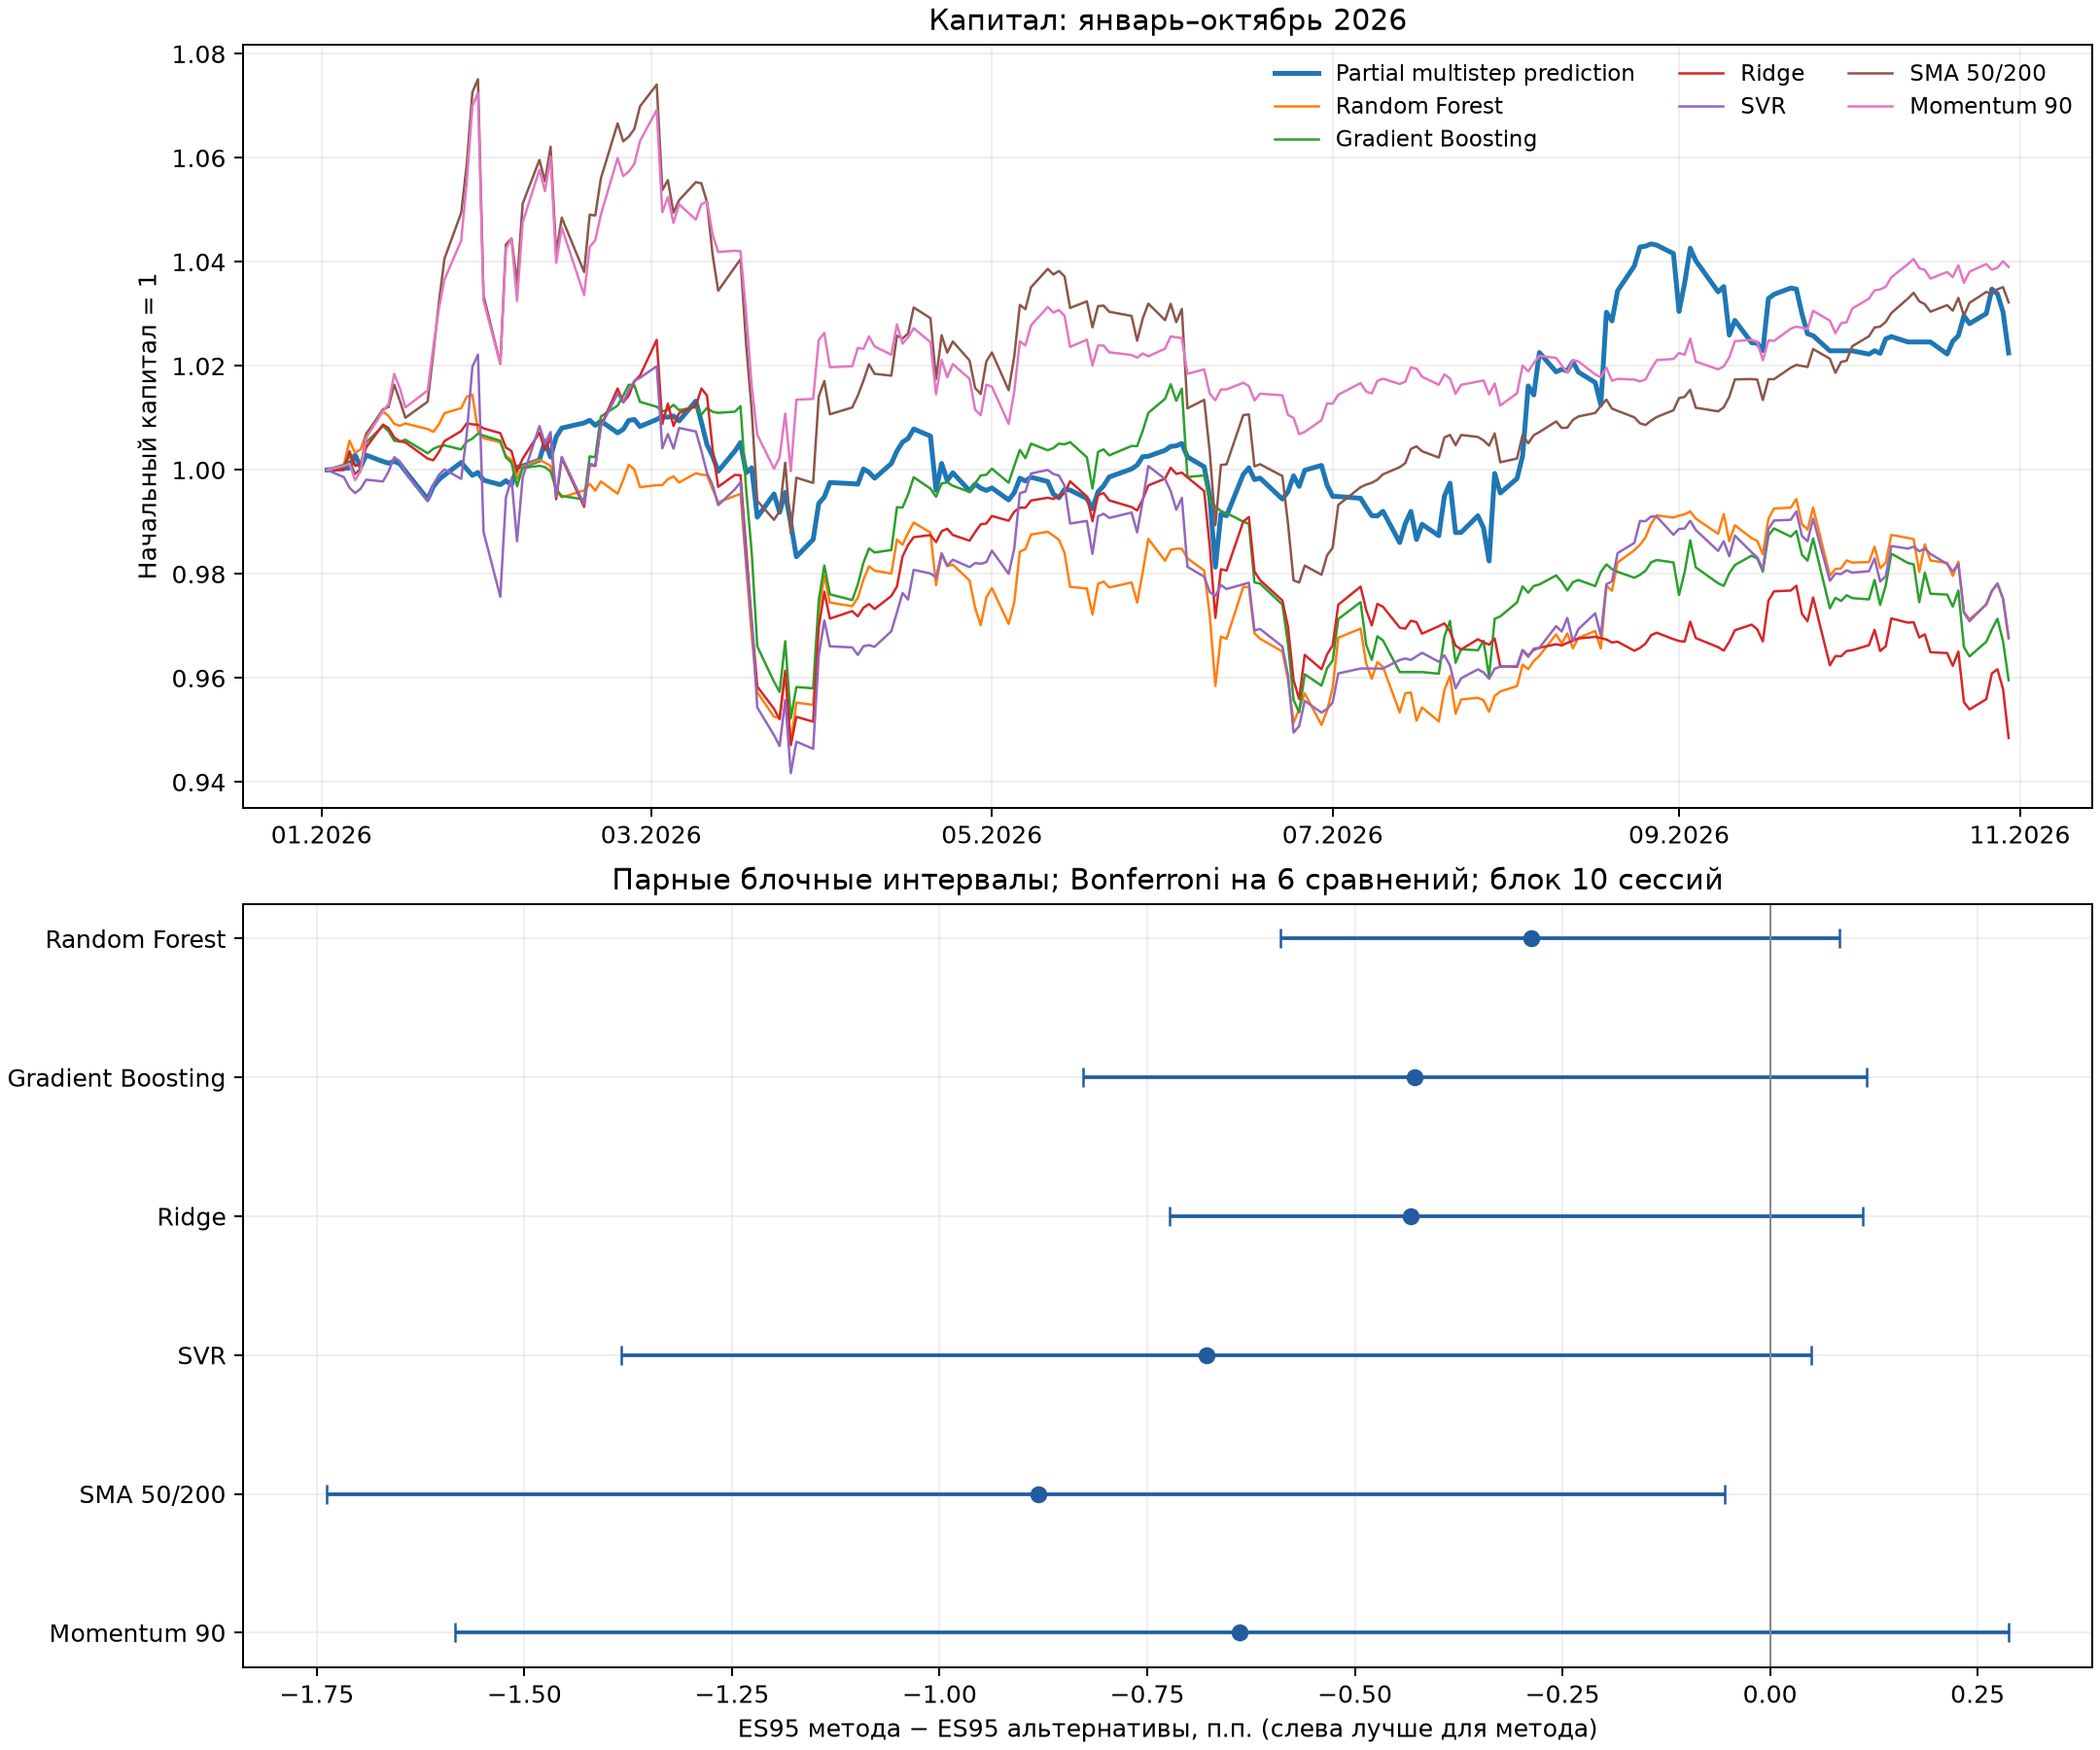 Капитал: январь–октябрь 2026
Начальный капитал = 1
1.08
1.06
1.04
1.02
1.00
0.98
0.96
0.94
Partial multistep prediction
Random Forest
Gradient Boosting
Ridge
SVR
SMA 50/200
Momentum 90
01.2026 03.2026 05.2026 07.2026 09.2026 11.2026
Парные блочные интервалы; Bonferroni на 6 сравнений; блок 10 сессий
Random Forest
Gradient Boosting
Ridge
SVR
SMA 50/200
Momentum 90
−1.75 −1.50 −1.25 −1.00 −0.75 −0.50 −0.25 0.00 0.25
ES95 метода − ES95 альтернативы, п.п. (слева лучше для метода)